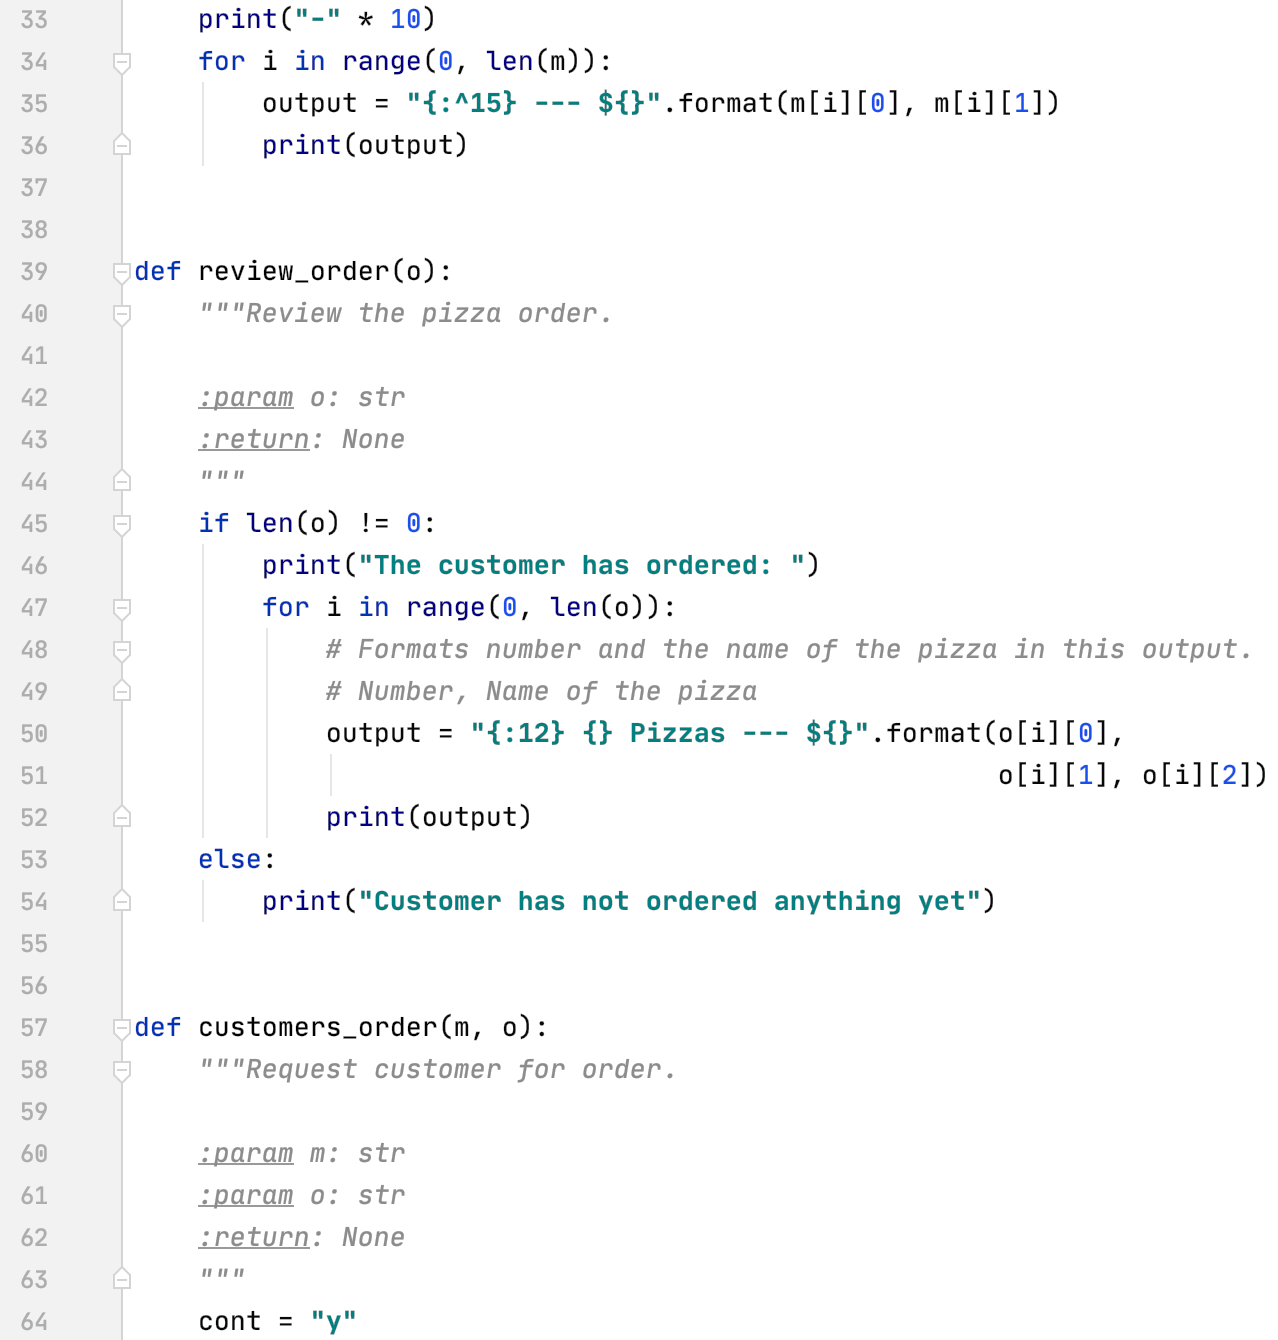 33 print("-" * 10)
34 for i in range(0, len(m)):
35 output = "{:^15} --- ${}".format(m[i][0], m[i][1])
36 print(output)
37
38
39 def review_order(o):
40 """Review the pizza order.
41
42 :param o: str
43 :return: None
44 """
45 if len(o) != 0:
46 print("The customer has ordered: ")
47 for i in range(0, len(o)):
48 # Formats number and the name of the pizza in this output.
49 # Number, Name of the pizza
50 output = "{:12} {} Pizzas --- ${}".format(o[i][0],
51 o[i][1], o[i][2])
52 print(output)
53 else:
54 print("Customer has not ordered anything yet")
55
56
57 def customers_order(m, o):
58 """Request customer for order.
59
60 :param m: str
61 :param o: str
62 :return: None
63 """
64 cont = "y"